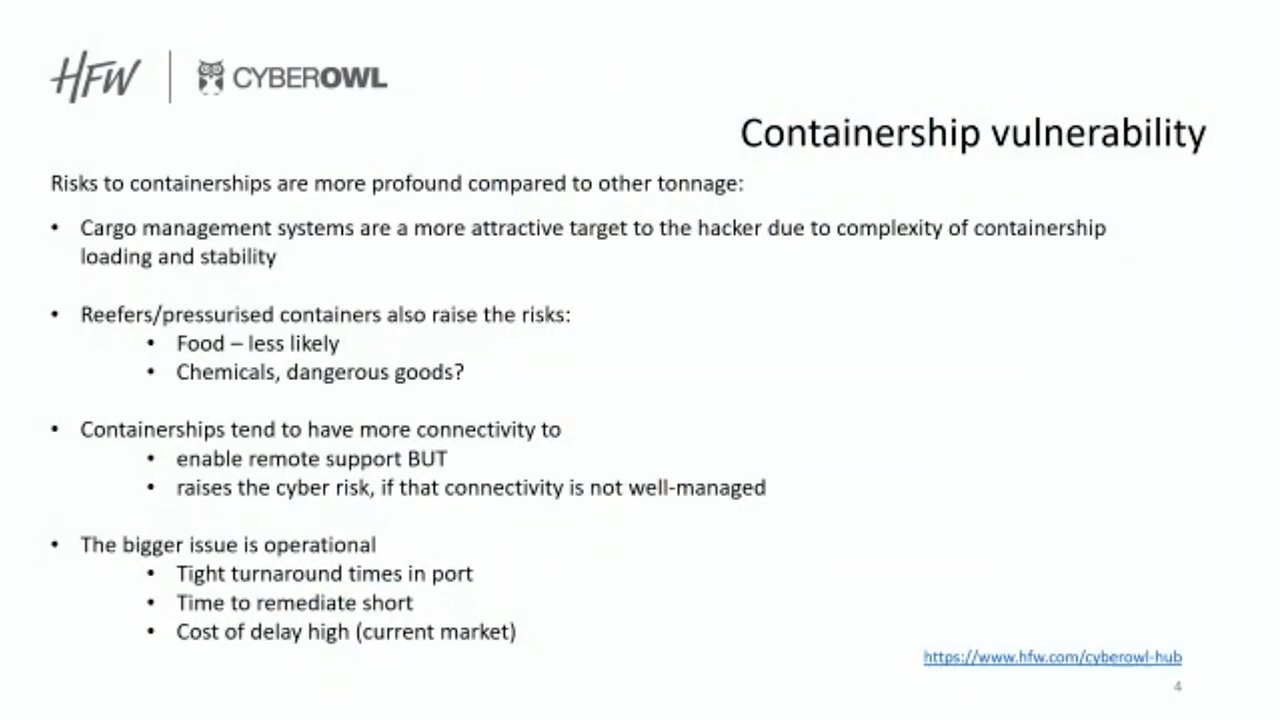 HFW | CYBEROWL
Containership vulnerability
Risks to containerships are more profound compared to other tonnage:
• Cargo management systems are a more attractive target to the hacker due to complexity of containership
loading and stability
• Reefers/pressurised containers also raise the risks:
• Food – less likely
• Chemicals, dangerous goods?
• Containerships tend to have more connectivity to
• enable remote support BUT
• raises the cyber risk, if that connectivity is not well-managed
• The bigger issue is operational
• Tight turnaround times in port
• Time to remediate short
• Cost of delay high (current market)
https://www.hfw.com/cyberowl-hub
4